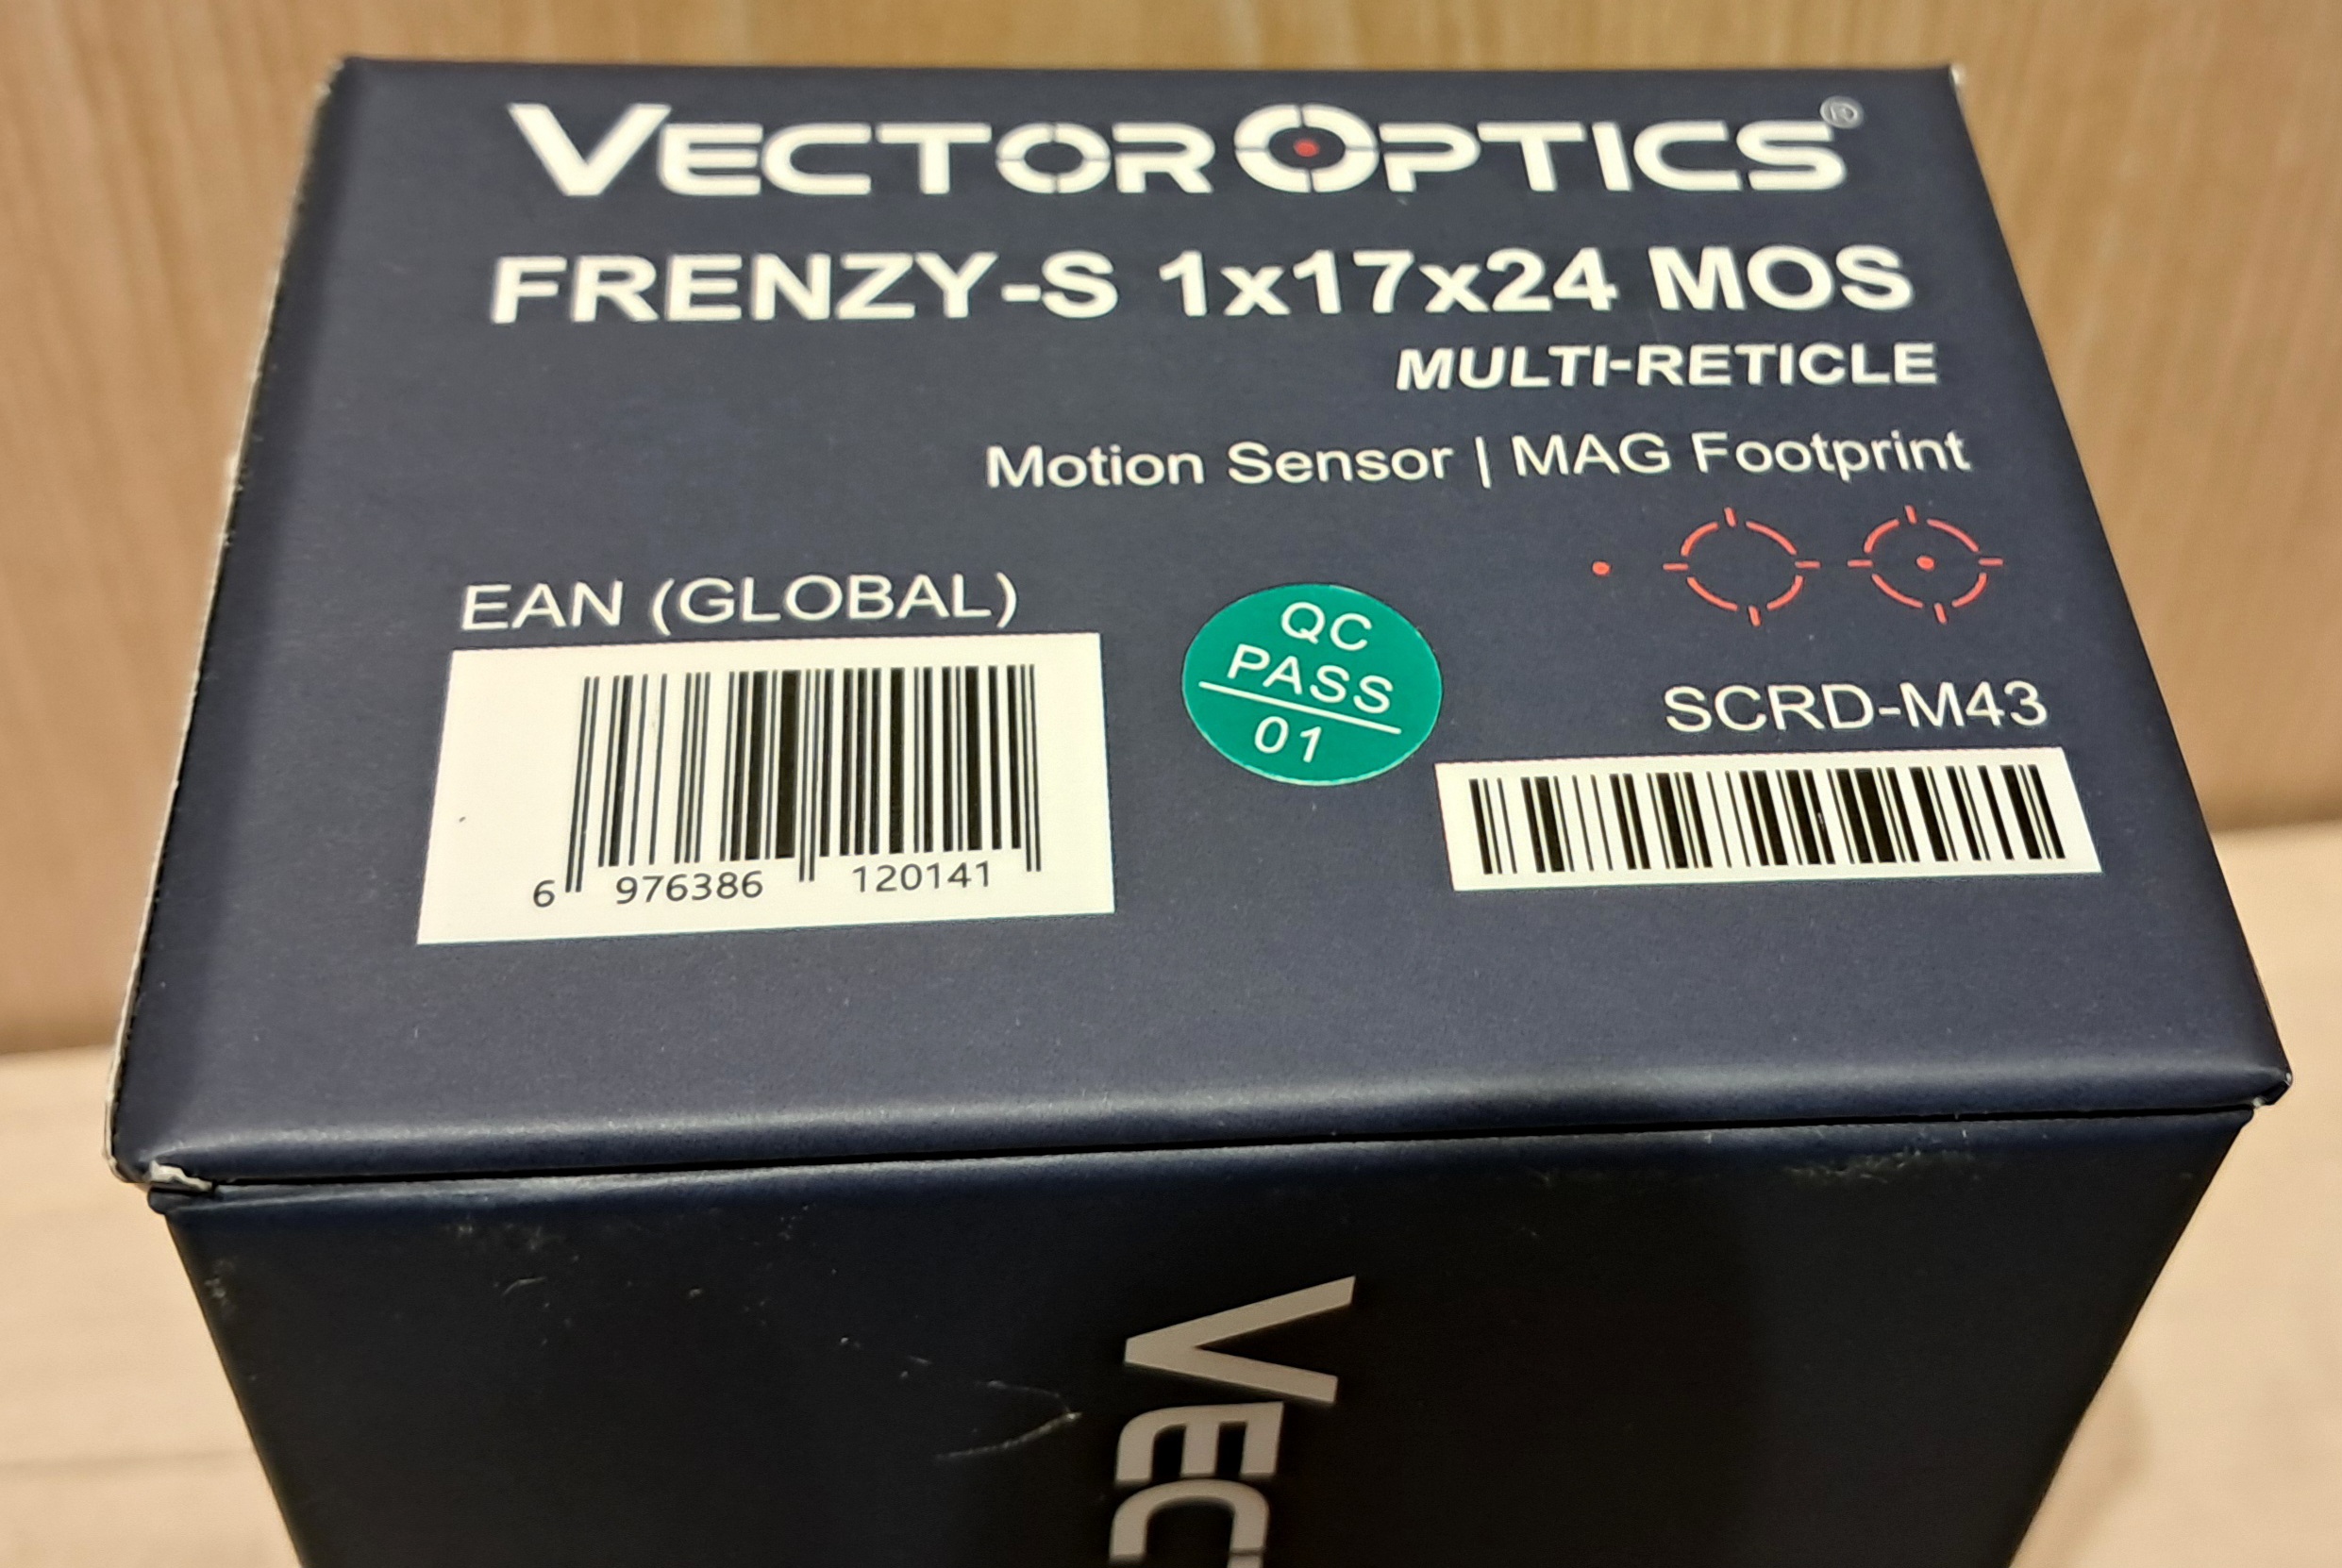 VECTOR OPTICS®
FRENZY-S 1x17x24 MOS
MULTI-RETICLE
Motion Sensor | MAG Footprint
EAN (GLOBAL)
6 976386 120141
QC
PASS
01
SCRD-M43
VEC